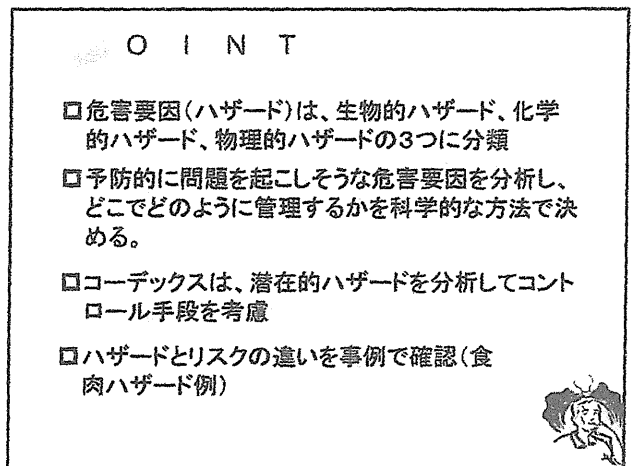 O I N T
□危害要因(ハザード)は、生物的ハザード、化学
的ハザード、物理的ハザードの3つに分類
□予防的に問題を起こしそうな危害要因を分析し、
どこでどのように管理するかを科学的な方法で決
める。
□コーデックスは、潜在的ハザードを分析してコント
ロール手段を考慮
□ハザードとリスクの違いを事例で確認(食
肉ハザード例)